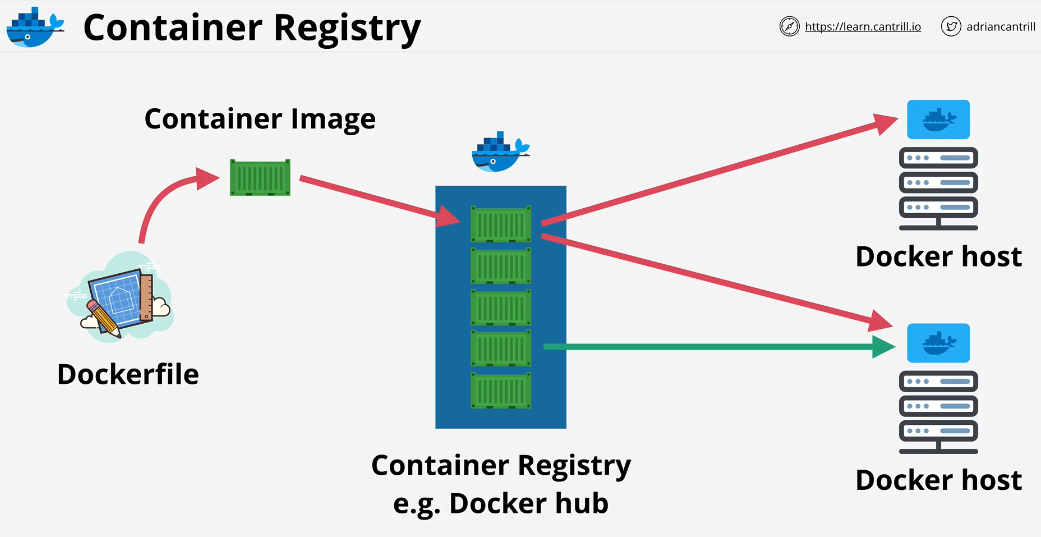 Container Registry
https://learn.cantrill.io
adriancantrill
Container Image
Dockerfile
Container Registry
e.g. Docker hub
Docker host
Docker host